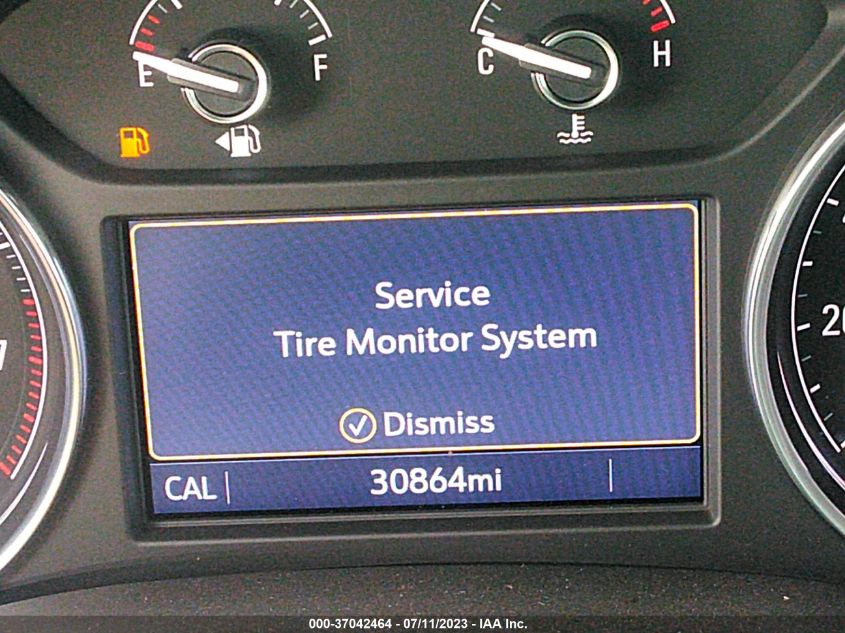 E F
C H
Service
Tire Monitor System
Dismiss
CAL 30864mi
000-37042464 - 07/11/2023 - IAA Inc.